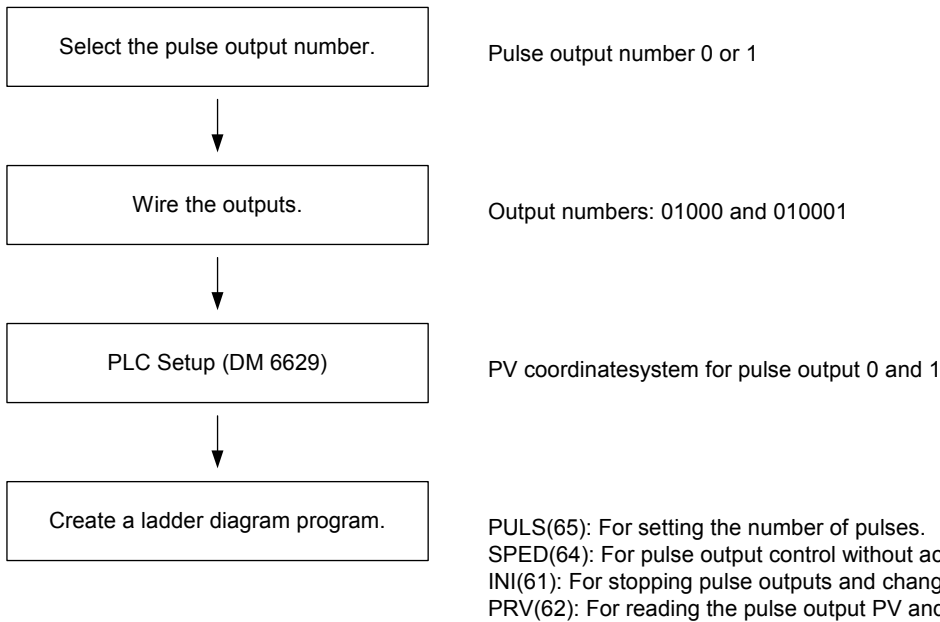 Select the pulse output number.
Pulse output number 0 or 1
Wire the outputs.
Output numbers: 01000 and 010001
PLC Setup (DM 6629)
PV coordinatesystem for pulse output 0 and 1
Create a ladder diagram program.
PULS(65): For setting the number of pulses.
SPED(64): For pulse output control without
INI(61): For stopping pulse outputs and
PRV(62): For reading the pulse output PV